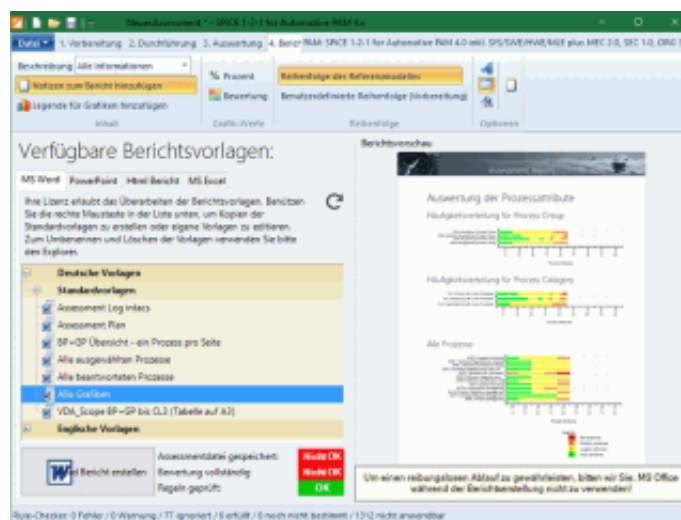 NeuesAssessment * - SPiCE 1-2-1 for Automotive PAM 4.x
Datei 1. Vorbereitung 2. Durchführung 3. Auswertung 4. Bericht PAM: SPiCE 1-2-1 for Automotive PAM 4.0 inkl. SYS/SWE/HWE/MLE plus MEC 2.0, SEC 1.0, ORG
Beschreibung Alle Informationen
Notizen zum Bericht hinzufügen
Legende für Grafiken hinzufügen
Inhalt
% Prozent
Bewertung
Grafik-Werte
Reihenfolge des Referenzmodelles
Benutzerdefinierte Reihenfolge (Vorbereitung)
Reihenfolge
Optionen
Verfügbare Berichtsvorlagen:
MS Word PowerPoint Html Bericht MS Excel
Ihre Lizenz erlaubt das Überarbeiten der Berichtsvorlagen. Benützen
Sie die rechte Maustaste in der Liste unten, um Kopien der
Standardvorlagen zu erstellen oder eigene Vorlagen zu editieren.
Zum Umbenennen und Löschen der Vorlagen verwenden Sie bitte
den Explorer.
Deutsche Vorlagen
Standardvorlagen
Assessment Log intacs
Assessment Plan
BP-GP Übersicht - ein Prozess pro Seite
Alle ausgewählten Prozesse
Alle beantworteten Prozesse
Alle Grafiken
VDA_Scope BP-GP bis CL3 (Tabelle auf A3)
Englische Vorlagen
Bericht erstellen
Assessmentdatei gespeichert: Nicht OK
Bewertung vollständig: Nicht OK
Regeln geprüft: OK
Berichtsvorschau
Assessment Report
Auswertung der Prozessattribute
Häufigkeitsverteilung für Process Group
Häufigkeitsverteilung für Process Category
Alle Prozesse
Um einen reibungslosen Ablauf zu gewährleisten, bitten wir Sie, MS Office
während der Berichterstellung nicht zu verwenden!
Rule-Checker: 0 Fehler / 0 Warnung / 77 ignoriert / 6 erfüllt / 0 noch nicht bestimmt / 1312 nicht anwendbar